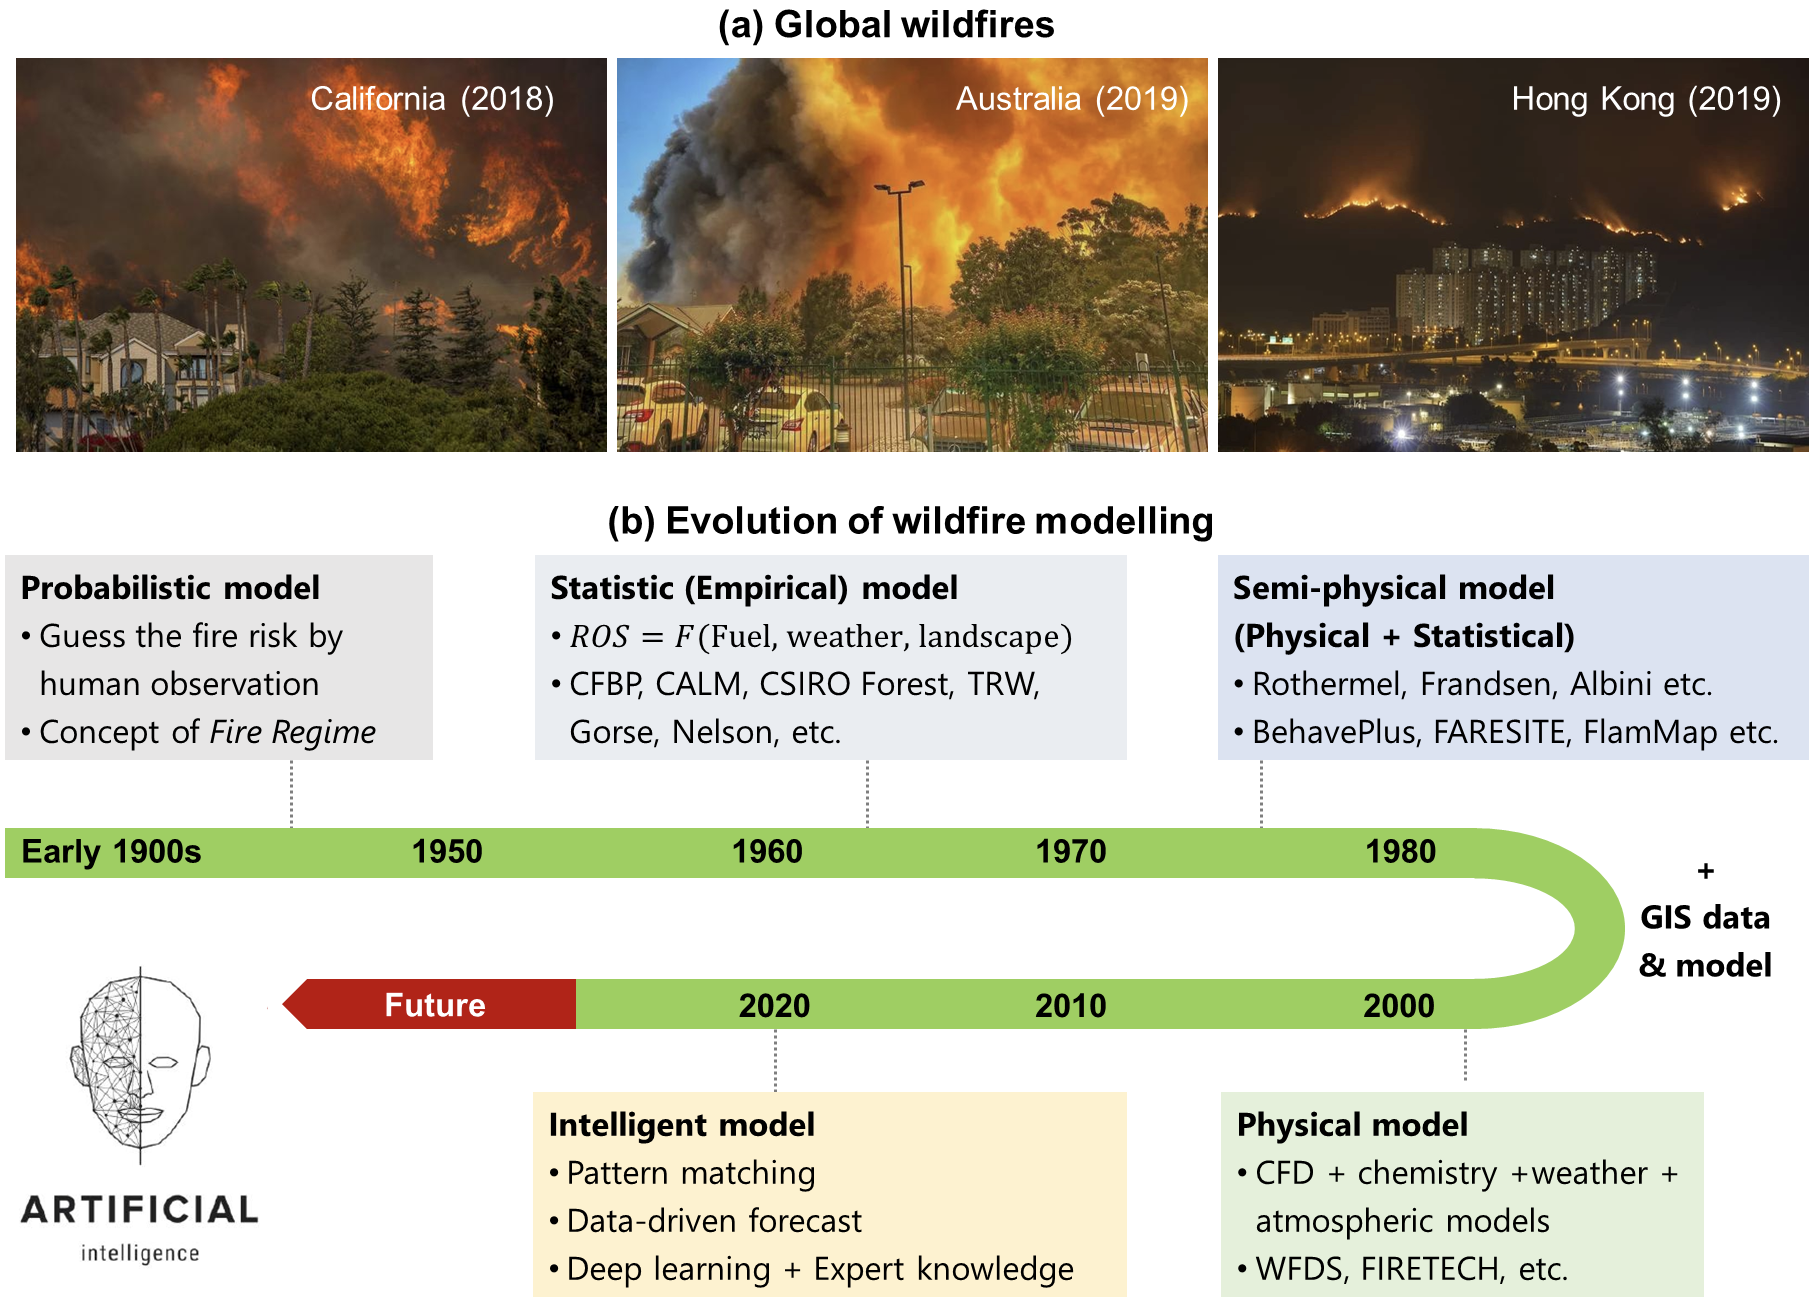 (a) Global wildfires
California (2018)
Australia (2019)
Hong Kong (2019)
(b) Evolution of wildfire modelling
Probabilistic model
• Guess the fire risk by
human observation
• Concept of Fire Regime
Statistic (Empirical) model
• ROS = F(Fuel, weather, landscape)
• CFBP, CALM, CSIRO Forest, TRW,
Gorse, Nelson, etc.
Semi-physical model
(Physical + Statistical)
• Rothermel, Frandsen, Albini etc.
• BehavePlus, FARESITE, FlamMap etc.
Early 1900s
1950
1960
1970
1980
+
GIS data
& model
Future
2020
2010
2000
ARTIFICIAL
intelligence
Intelligent model
• Pattern matching
• Data-driven forecast
• Deep learning + Expert knowledge
Physical model
• CFD + chemistry +weather +
atmospheric models
• WFDS, FIRETECH, etc.